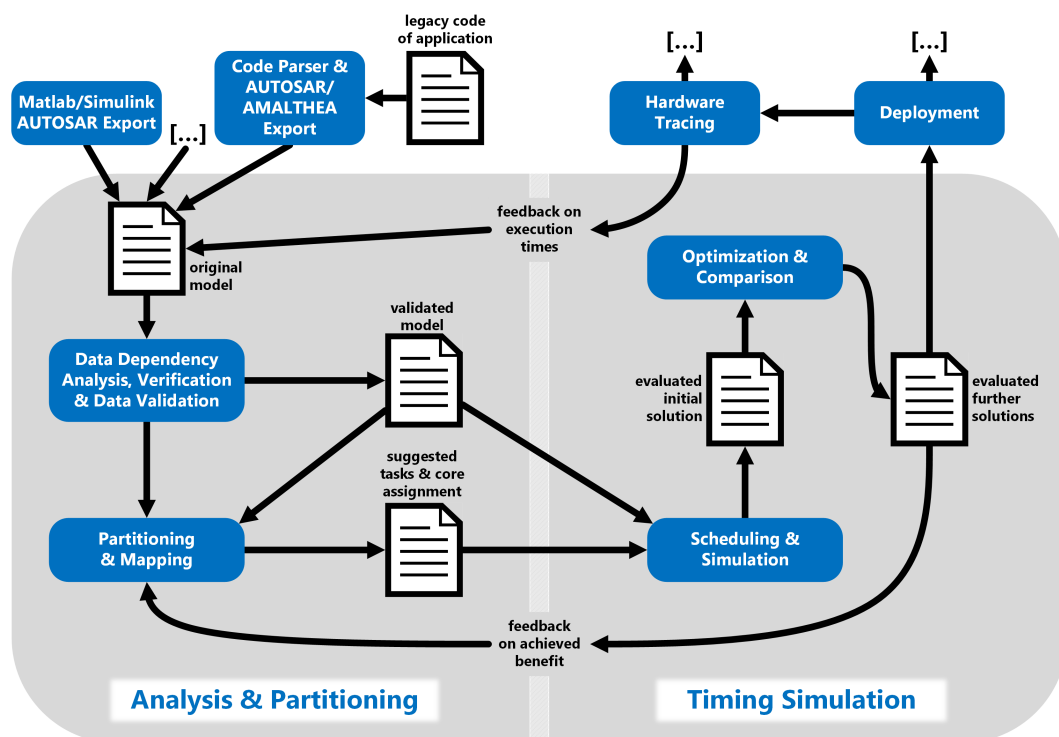 legacy code
of application
[...]
[...]
Matlab/Simulink
AUTOSAR Export
[...]
Code Parser &
AUTOSAR/
AMALTHEA
Export
Hardware
Tracing
Deployment
original
model
feedback on
execution
times
Optimization &
Comparison
validated
model
Data Dependency
Analysis, Verification
& Data Validation
evaluated
initial
solution
evaluated
further
solutions
suggested
tasks & core
assignment
Partitioning
& Mapping
Scheduling &
Simulation
feedback
on achieved
benefit
Analysis & Partitioning
Timing Simulation